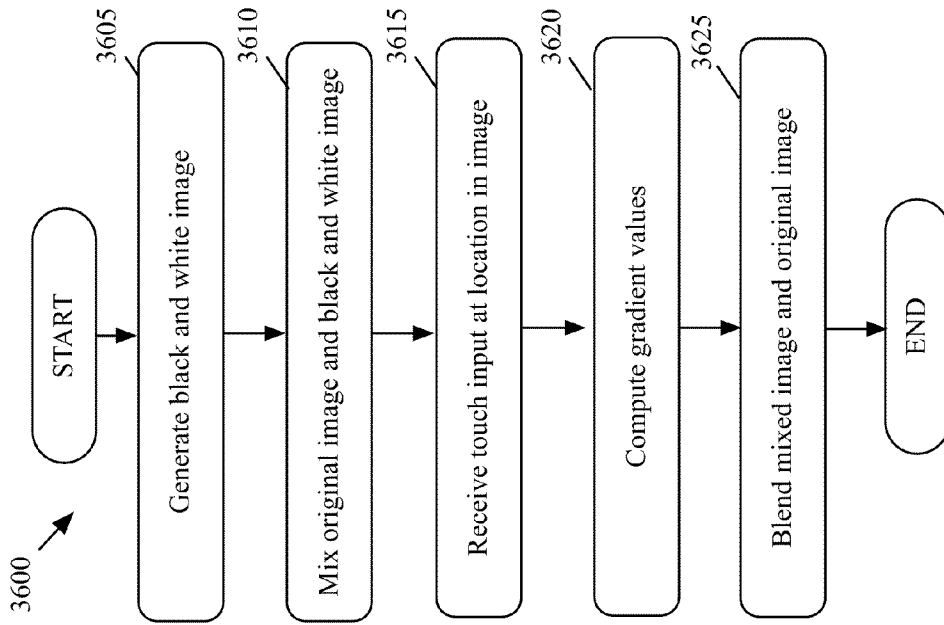 3600
START
3605
Generate black and white image
3610
Mix original image and black and white image
3615
Receive touch input at location in image
3620
Compute gradient values
3625
Blend mixed image and original image
END